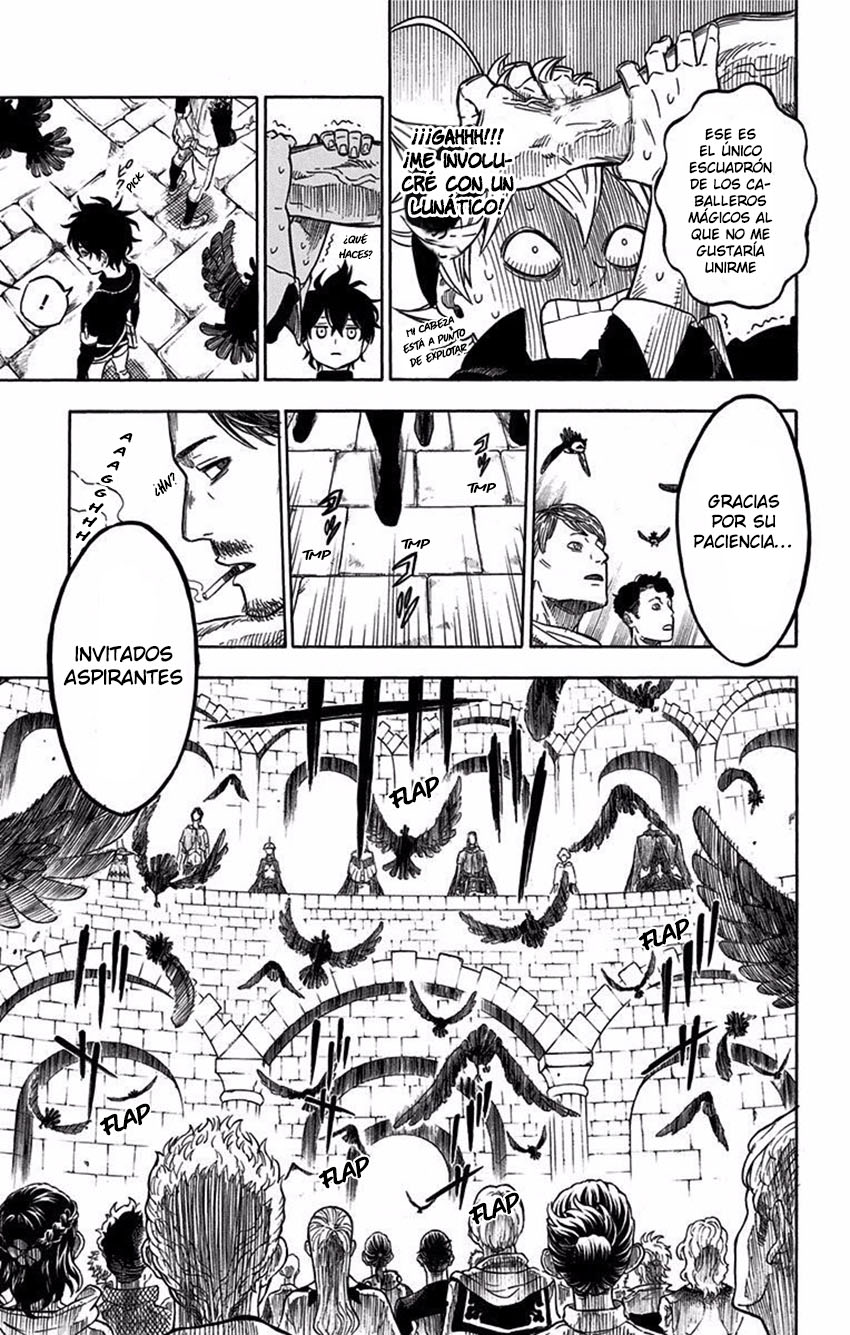 ESE ES
EL ÚNICO
ESCUADRÓN
DE LOS CA-
BALLEROS
MÁGICOS AL
QUE NO ME
GUSTARÍA
UNIRME
¡¡¡GAHHH!!!
¡ME INVOLU-
CRÉ CON UN
LUNÁTICO!
MI CABEZA
ESTÁ A PUNTO
DE EXPLOTAR
¿QUÉ
HACES?
PICK
GRACIAS
POR SU
PACIENCIA...
TMP
TMP
TMP
¿HN?
AAAGGHHH
INVITADOS
ASPIRANTES
FLAP
FLAP
FLAP
FLAP
FLAP